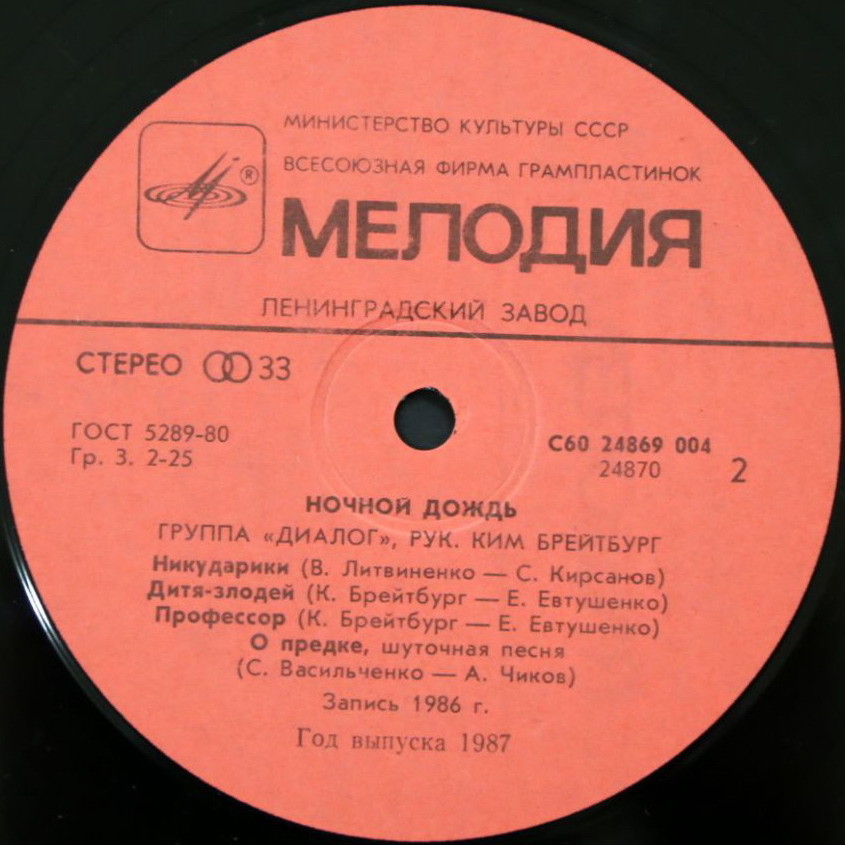 МИНИСТЕРСТВО КУЛЬТУРЫ СССР
ВСЕСОЮЗНАЯ ФИРМА ГРАМПЛАСТИНОК
®
МЕЛОДИЯ
ЛЕНИНГРАДСКИЙ ЗАВОД
СТЕРЕО 33
ГОСТ 5289-80
Гр. 3. 2-25
С60 24869 004
24870 2
НОЧНОЙ ДОЖДЬ
ГРУППА «ДИАЛОГ», РУК. КИМ БРЕЙТБУРГ
Никударики (В. Литвиненко — С. Кирсанов)
Дитя-злодей (К. Брейтбург — Е. Евтушенко)
Профессор (К. Брейтбург — Е. Евтушенко)
О предке, шуточная песня
(С. Васильченко — А. Чиков)
Запись 1986 г.
Год выпуска 1987